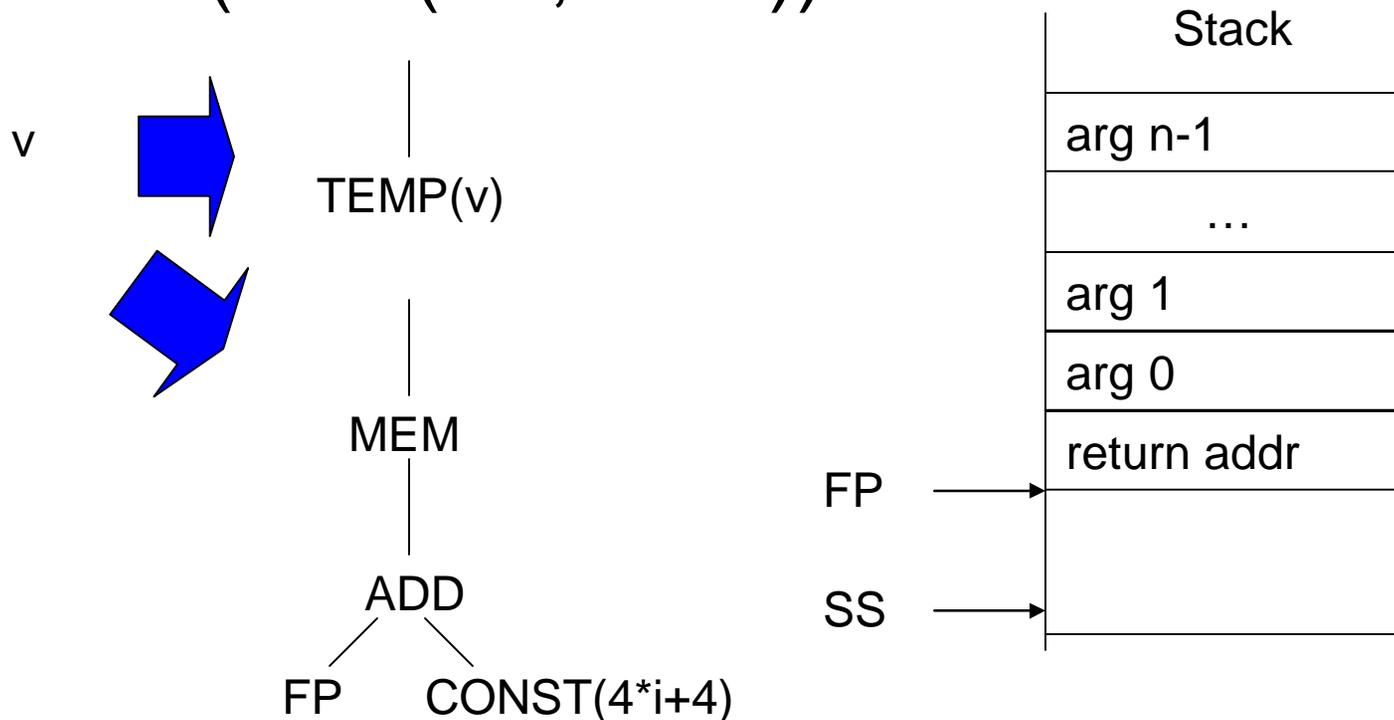 v
TEMP(v)
MEM
ADD
FP
CONST(4*i+4)
Stack
arg n-1
...
arg 1
arg 0
return addr
FP
SS